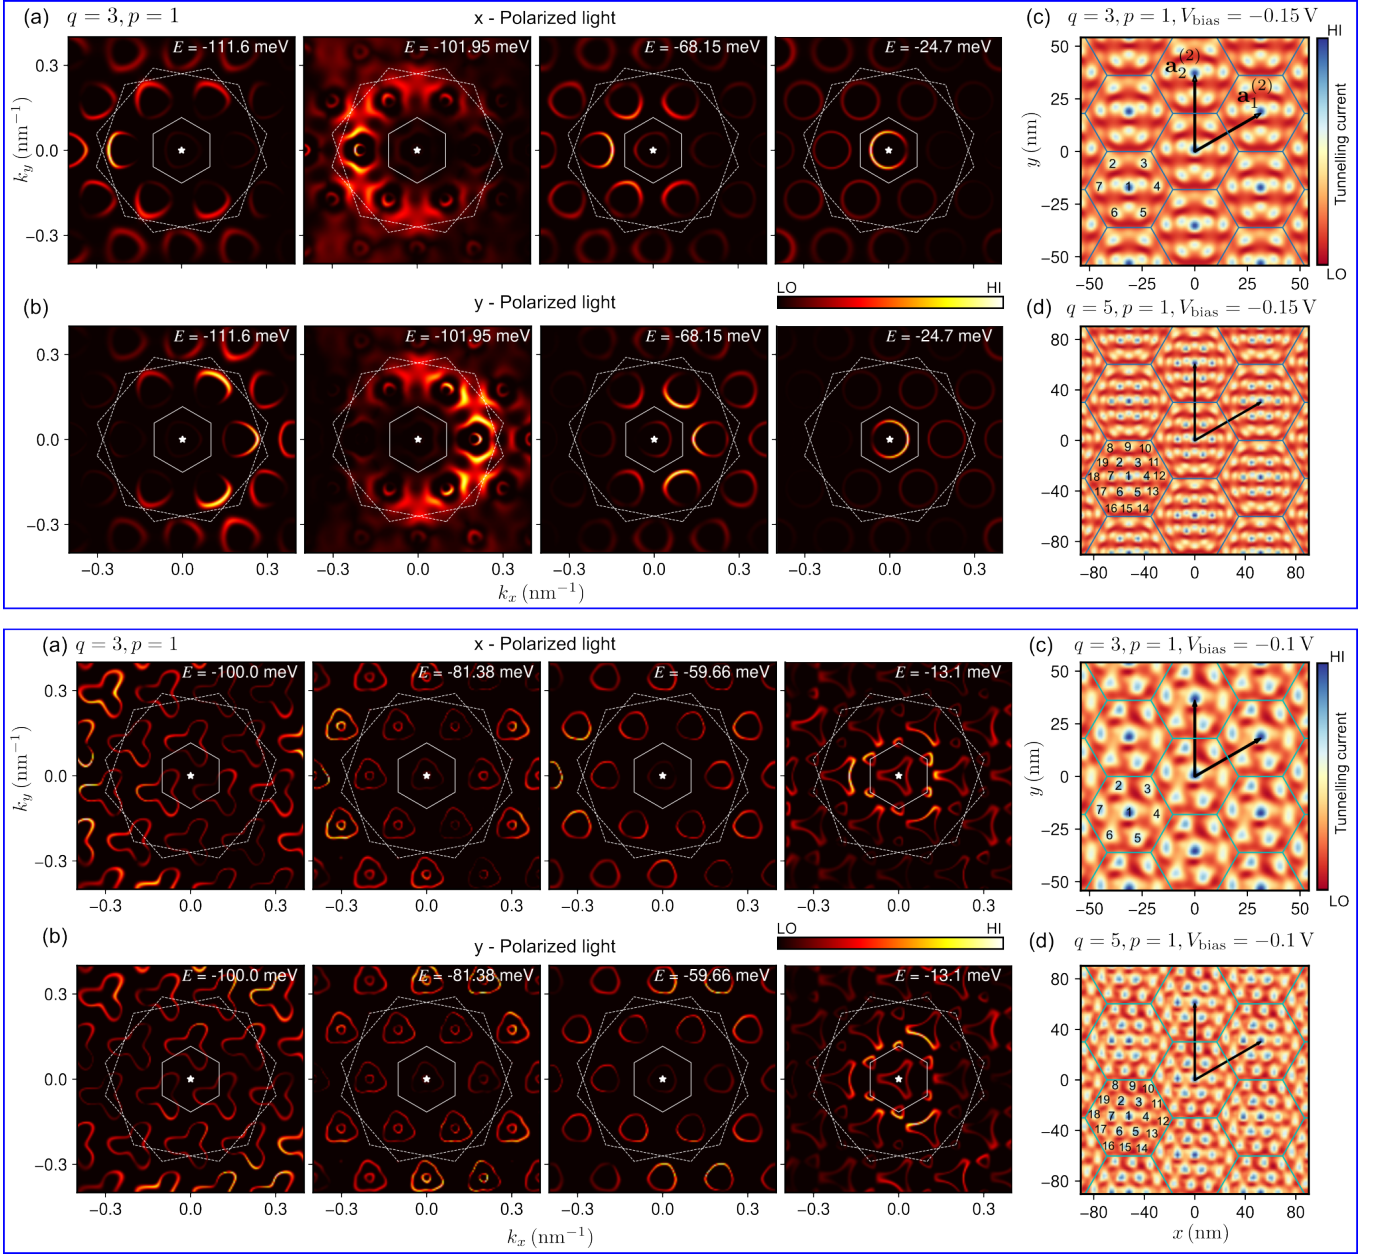 (a) q = 3, p = 1
x - Polarized light
E = -111.6 meV
E = -101.95 meV
E = -68.15 meV
E = -24.7 meV
0.3
0.0
−0.3
k_y (nm^{-1})
LO HI
(b)
y - Polarized light
E = -111.6 meV
E = -101.95 meV
E = -68.15 meV
E = -24.7 meV
0.3
0.0
−0.3
−0.3 0.0 0.3
−0.3 0.0 0.3
−0.3 0.0 0.3
−0.3 0.0 0.3
k_x (nm^{-1})
(c) q = 3, p = 1, V_bias = −0.15 V
HI
a_2^{(2)}
a_1^{(2)}
50
25
0
−25
−50
y (nm)
2 3
7 1 4
6 5
−50 −25 0 25 50
Tunnelling current
LO
(d) q = 5, p = 1, V_bias = −0.15 V
80
40
0
−40
−80
8 9 10
19 2 3 11
18 7 1 4 12
17 6 5 13
16 15 14
−80 −40 0 40 80
(a) q = 3, p = 1
x - Polarized light
E = -100.0 meV
E = -81.38 meV
E = -59.66 meV
E = -13.1 meV
0.3
0.0
−0.3
k_y (nm^{-1})
−0.3 0.0 0.3
−0.3 0.0 0.3
−0.3 0.0 0.3
−0.3 0.0 0.3
LO HI
(b)
y - Polarized light
E = -100.0 meV
E = -81.38 meV
E = -59.66 meV
E = -13.1 meV
0.3
0.0
−0.3
−0.3 0.0 0.3
−0.3 0.0 0.3
−0.3 0.0 0.3
−0.3 0.0 0.3
k_x (nm^{-1})
(c) q = 3, p = 1, V_bias = −0.1 V
HI
50
25
0
−25
−50
y (nm)
2 3
7 1 4
6 5
−50 −25 0 25 50
Tunnelling current
LO
(d) q = 5, p = 1, V_bias = −0.1 V
80
40
0
−40
−80
8 9 10
19 2 3 11
18 7 1 4 12
17 6 5 13
16 15 14
−80 −40 0 40 80
x (nm)